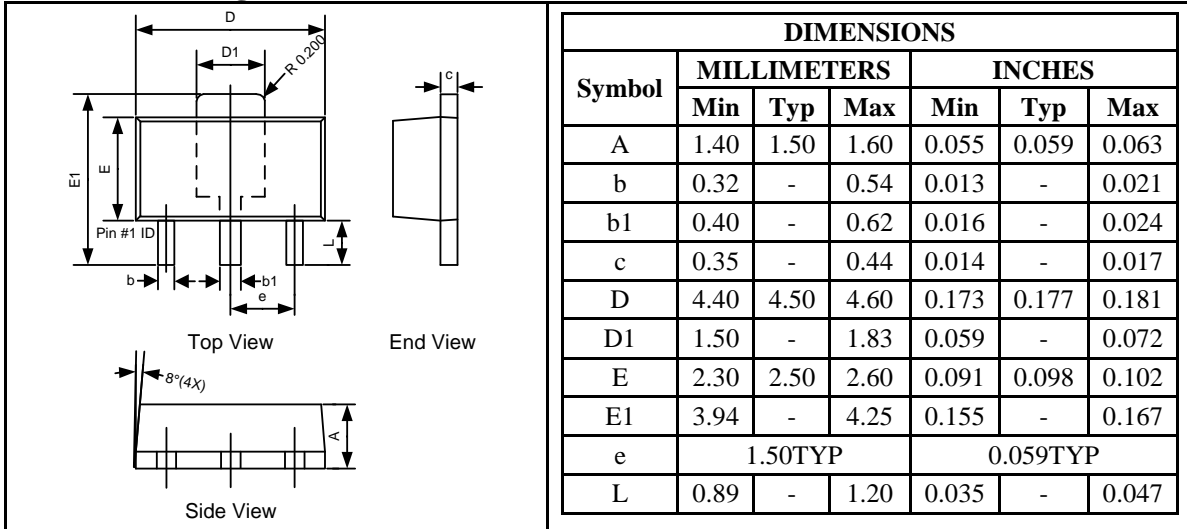 D
D1
R 0.200
c
E1
E
Pin #1 ID
L
b
b1
e
Top View
End View
8°(4X)
A
Side View
DIMENSIONS
Symbol MILLIMETERS INCHES
Min Typ Max Min Typ Max
A 1.40 1.50 1.60 0.055 0.059 0.063
b 0.32 - 0.54 0.013 - 0.021
b1 0.40 - 0.62 0.016 - 0.024
c 0.35 - 0.44 0.014 - 0.017
D 4.40 4.50 4.60 0.173 0.177 0.181
D1 1.50 - 1.83 0.059 - 0.072
E 2.30 2.50 2.60 0.091 0.098 0.102
E1 3.94 - 4.25 0.155 - 0.167
e 1.50TYP 0.059TYP
L 0.89 - 1.20 0.035 - 0.047